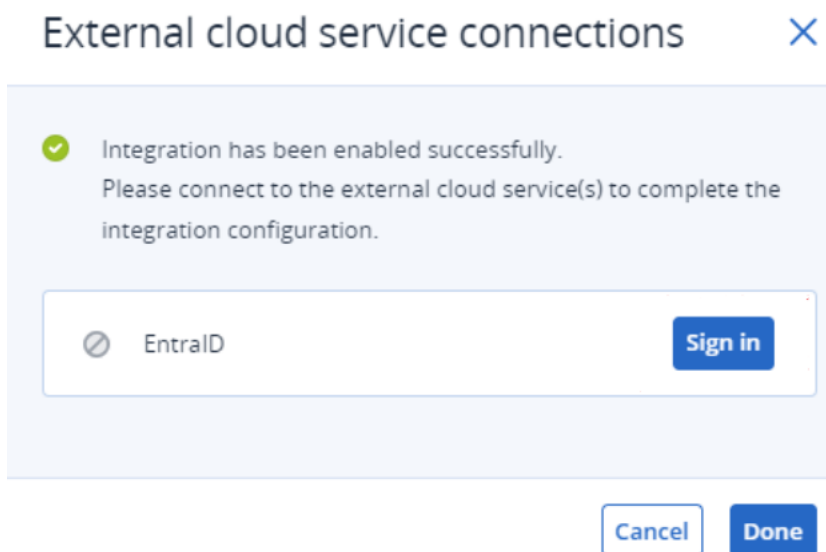 External cloud service connections
Integration has been enabled successfully.
Please connect to the external cloud service(s) to complete the
integration configuration.
EntraID
Sign in
Cancel
Done